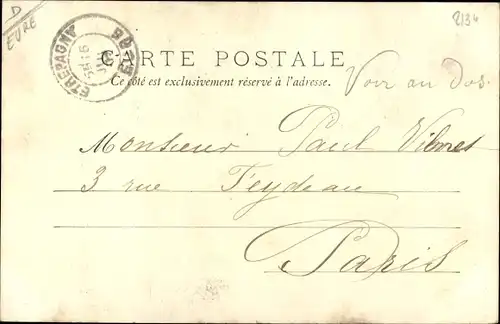 D
EURE
2134
ETREPAGNY
CARTE POSTALE
Ce côté est exclusivement réservé à l'adresse.
Voir au dos.
Monsieur Paul
3 rue Feydeau
Paris